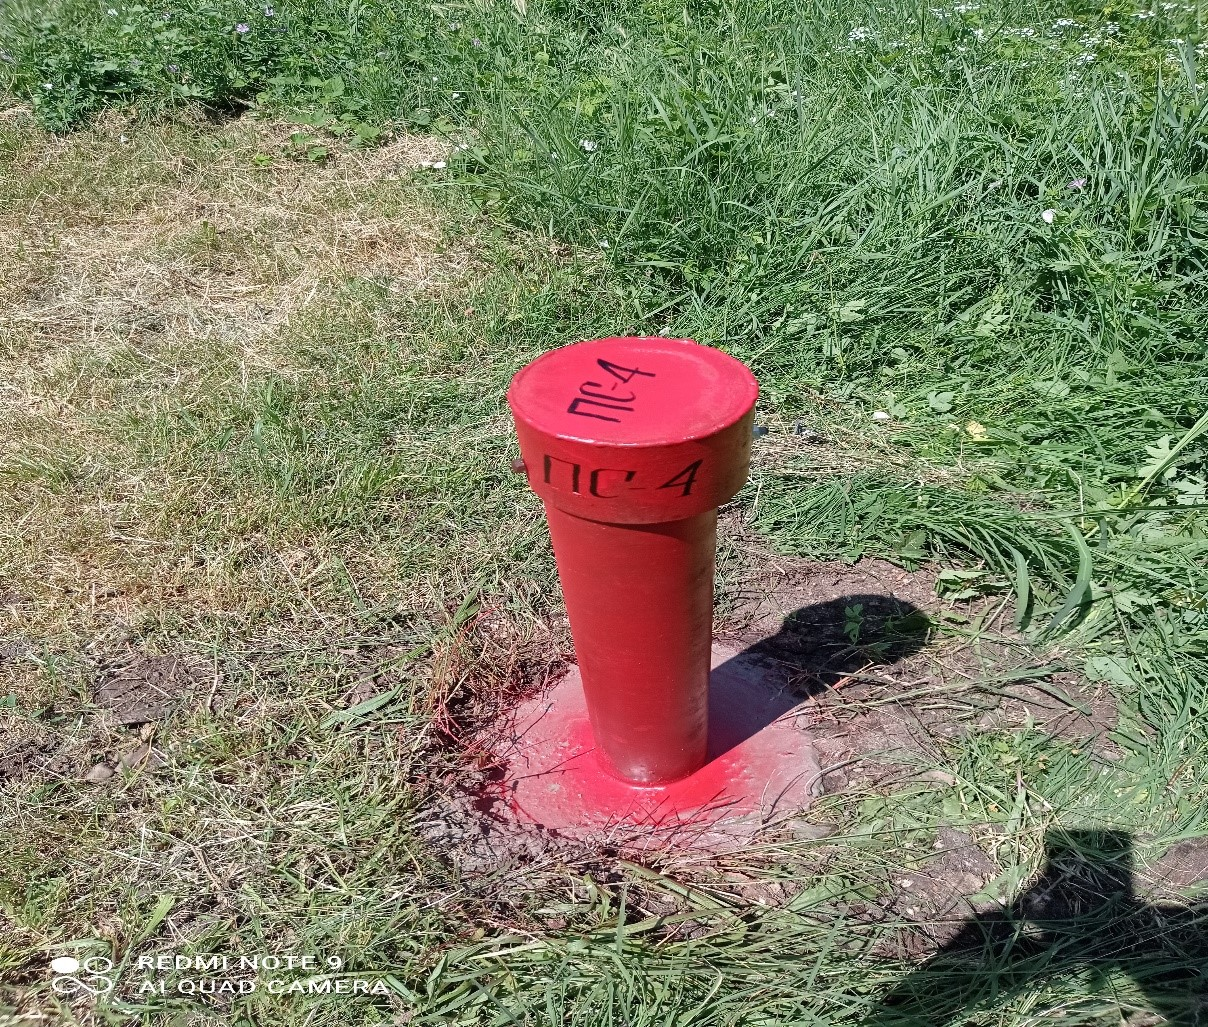 ПС-4
ПС-4
REDMI NOTE 9
AI QUAD CAMERA